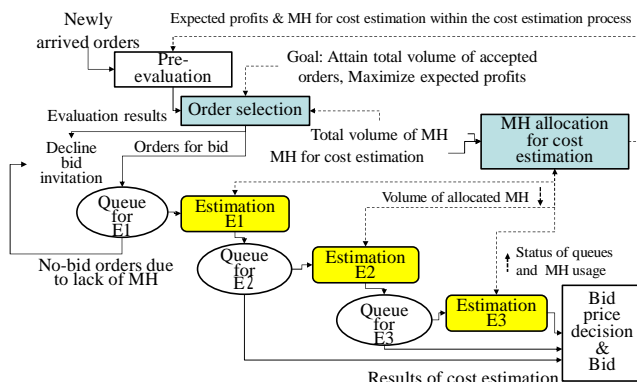 Newly
arrived orders
Expected profits & MH for cost estimation within the cost estimation process
Pre-
evaluation
Goal: Attain total volume of accepted
orders, Maximize expected profits
Evaluation results
Order selection
Decline
bid
invitation
Orders for bid
Total volume of MH
MH for cost estimation
MH allocation
for cost
estimation
Queue
for
E1
Estimation
E1
Volume of allocated MH
No-bid orders due
to lack of MH
Queue
for
E2
Estimation
E2
Status of queues
and MH usage
Queue
for
E3
Estimation
E3
Bid
price
decision
&
Bid
Results of cost estimation